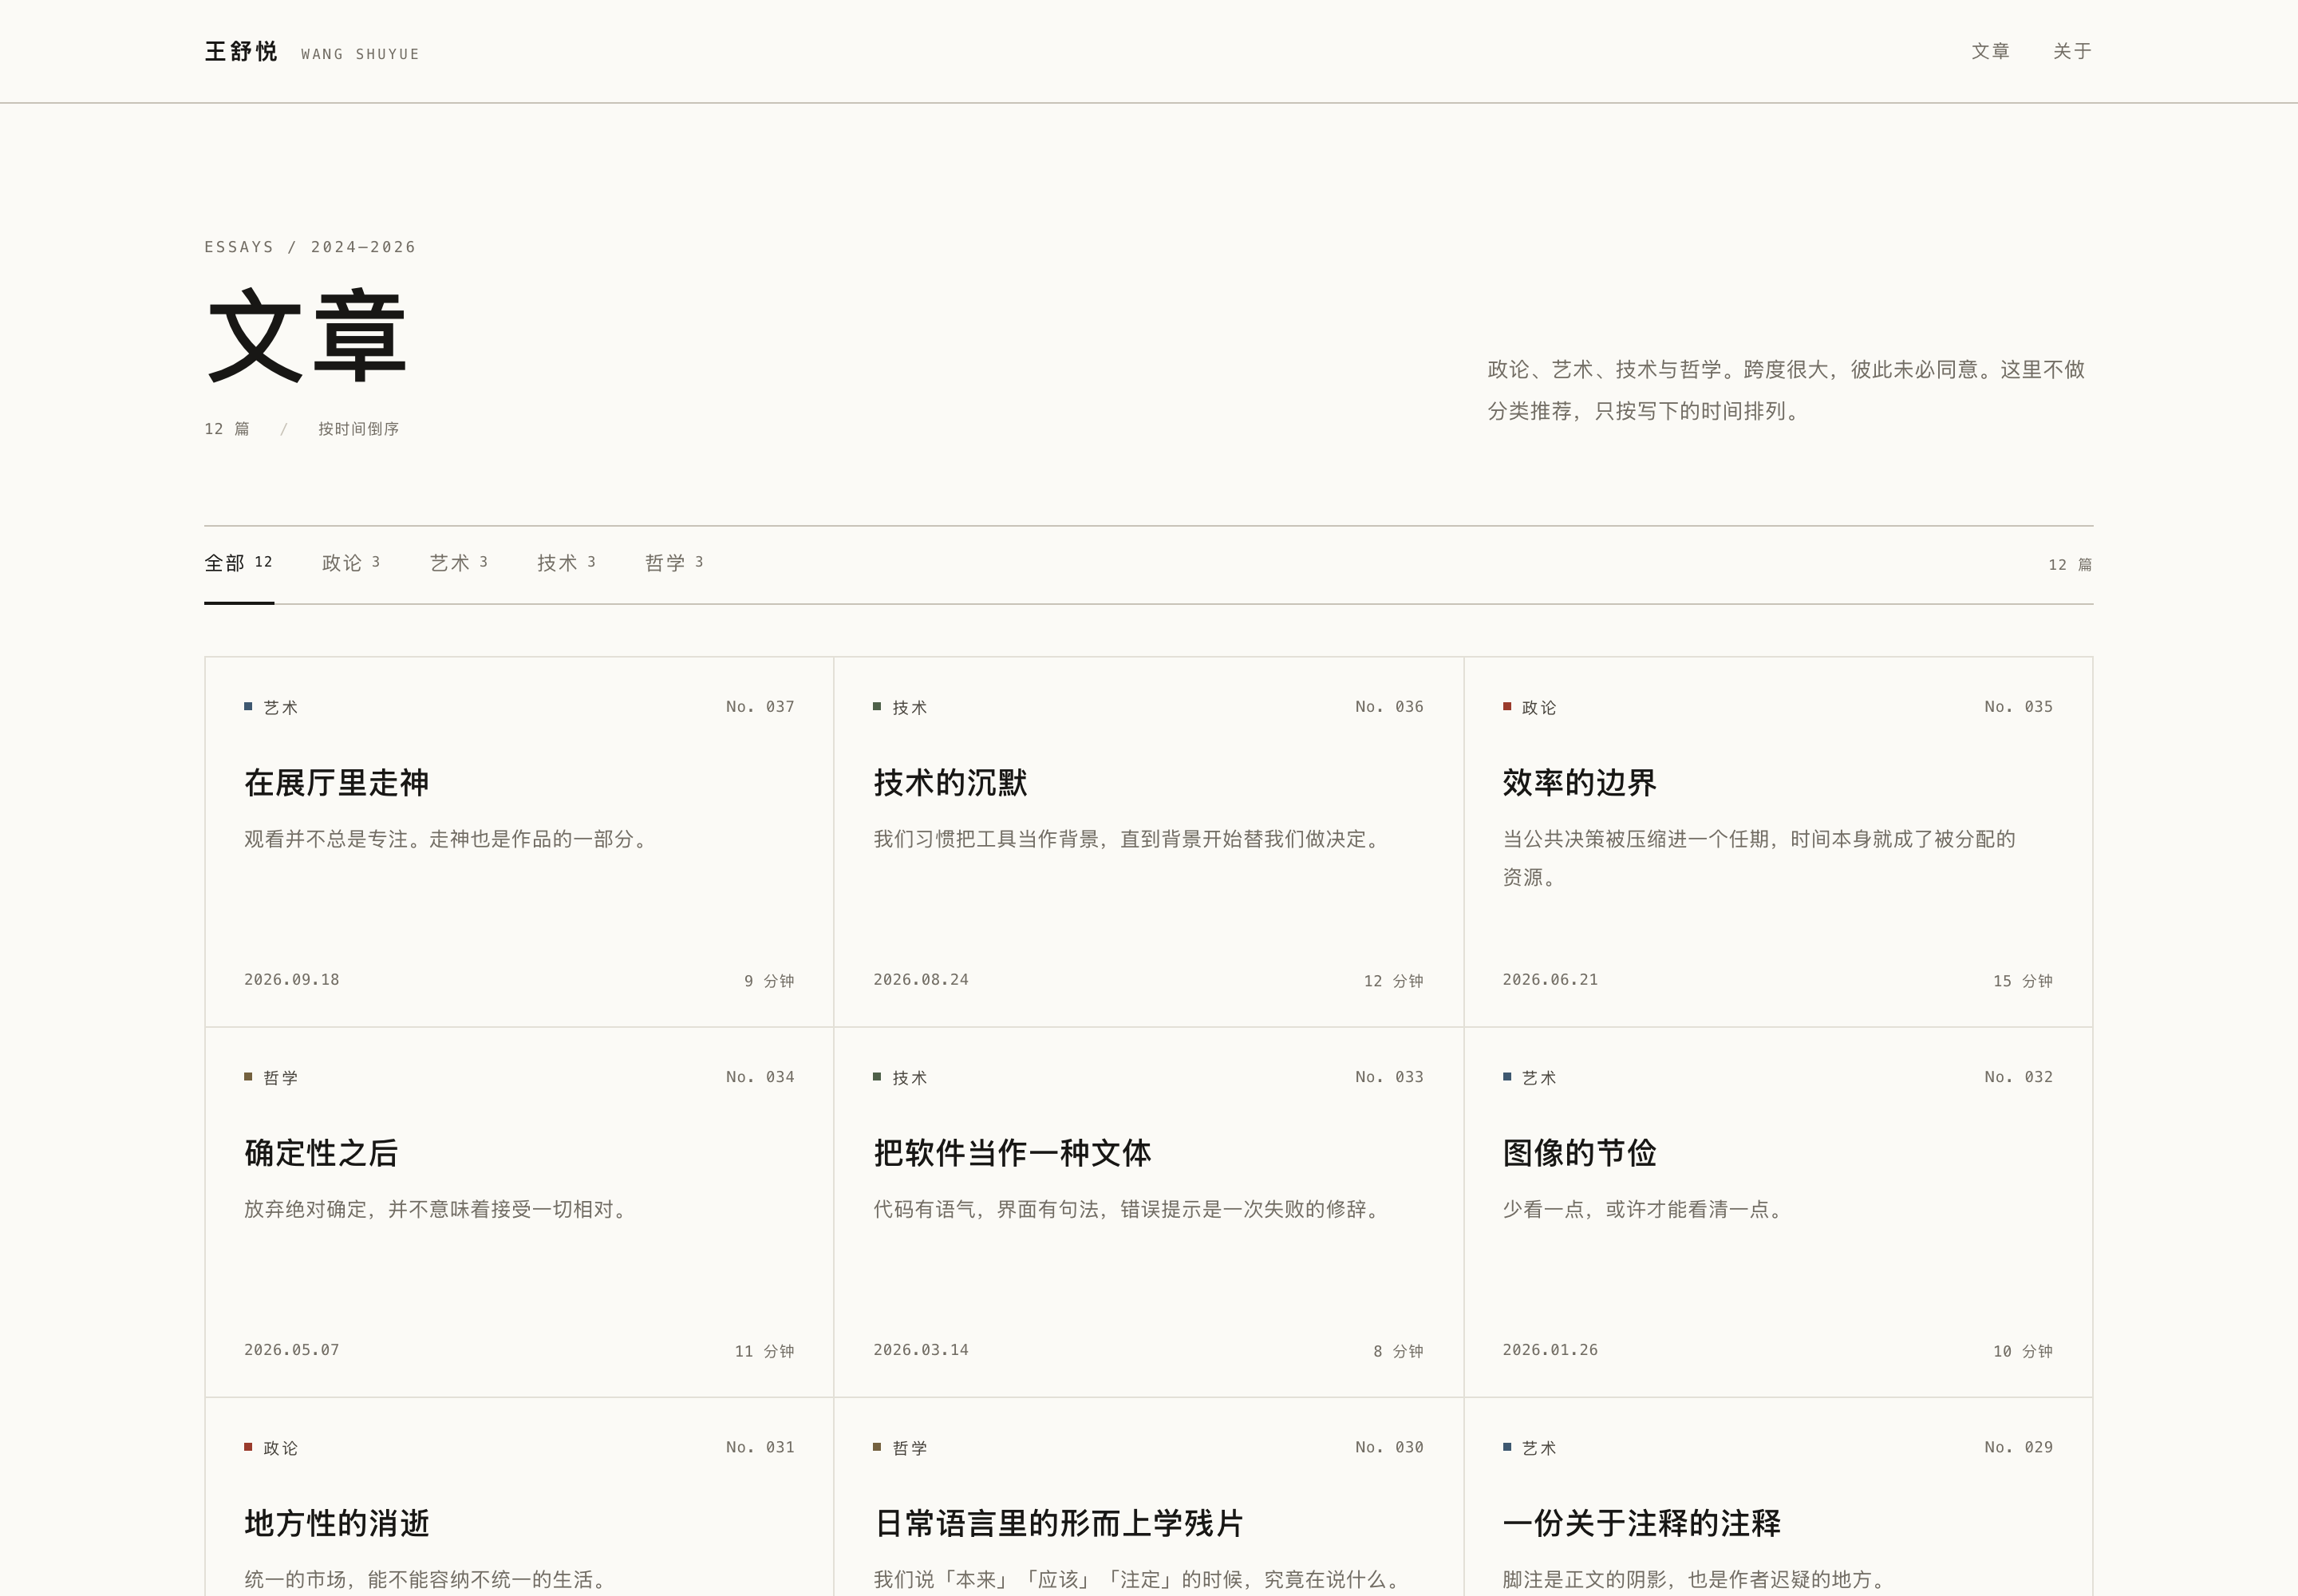 王舒悦 WANG SHUYUE
文章 关于
ESSAYS / 2024—2026
文章
12 篇 / 按时间倒序
政论、艺术、技术与哲学。跨度很大，彼此未必同意。这里不做
分类推荐，只按写下的时间排列。
全部 12 政论 3 艺术 3 技术 3 哲学 3
12 篇
艺术 No. 037
在展厅里走神
观看并不总是专注。走神也是作品的一部分。
2026.09.18 9 分钟
技术 No. 036
技术的沉默
我们习惯把工具当作背景，直到背景开始替我们做决定。
2026.08.24 12 分钟
政论 No. 035
效率的边界
当公共决策被压缩进一个任期，时间本身就成了被分配的
资源。
2026.06.21 15 分钟
哲学 No. 034
确定性之后
放弃绝对确定，并不意味着接受一切相对。
2026.05.07 11 分钟
技术 No. 033
把软件当作一种文体
代码有语气，界面有句法，错误提示是一次失败的修辞。
2026.03.14 8 分钟
艺术 No. 032
图像的节俭
少看一点，或许才能看清一点。
2026.01.26 10 分钟
政论 No. 031
地方性的消逝
统一的市场，能不能容纳不统一的生活。
哲学 No. 030
日常语言里的形而上学残片
我们说「本来」「应该」「注定」的时候，究竟在说什么。
艺术 No. 029
一份关于注释的注释
脚注是正文的阴影，也是作者迟疑的地方。